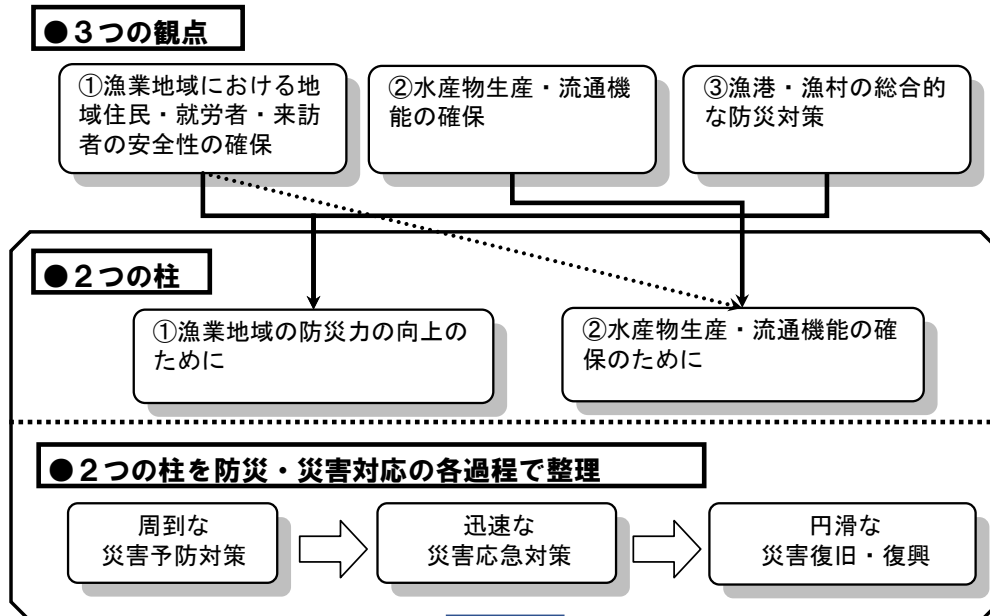 ●３つの観点
①漁業地域における地
域住民・就労者・来訪
者の安全性の確保
②水産物生産・流通機
能の確保
③漁港・漁村の総合的
な防災対策
●２つの柱
①漁業地域の防災力の向上の
ために
②水産物生産・流通機能の確
保のために
●２つの柱を防災・災害対応の各過程で整理
周到な
災害予防対策
迅速な
災害応急対策
円滑な
災害復旧・復興